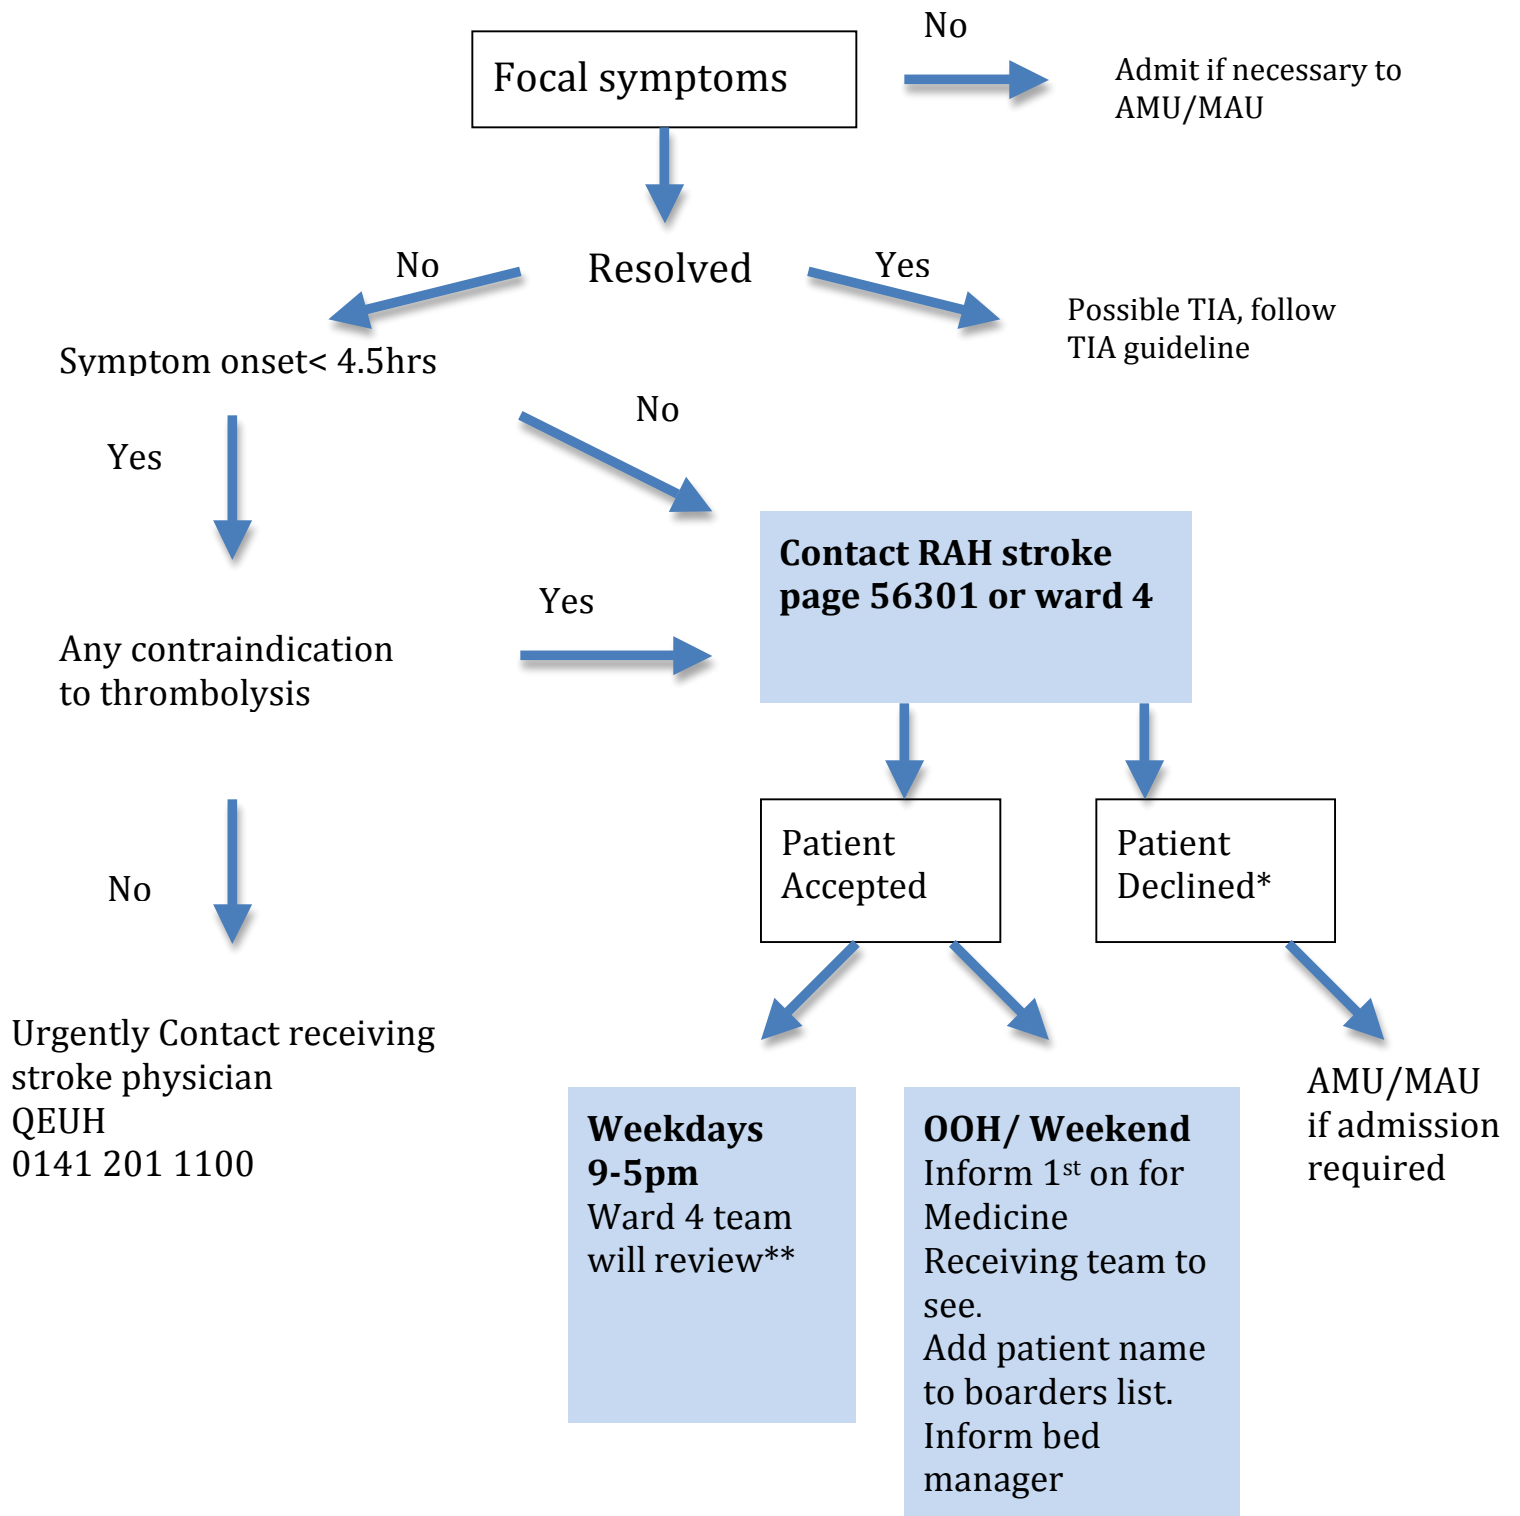 No
Focal symptoms
Admit if necessary to
AMU/MAU
No
Resolved
Yes
Possible TIA, follow
TIA guideline
Symptom onset< 4.5hrs
No
Yes
Contact RAH stroke
page 56301 or ward 4
Yes
Any contraindication
to thrombolysis
Patient
Accepted
Patient
Declined*
No
Urgently Contact receiving
stroke physician
QEUH
0141 201 1100
Weekdays
9-5pm
Ward 4 team
will review**
OOH/ Weekend
Inform 1st on for
Medicine
Receiving team to
see.
Add patient name
to boarders list.
Inform bed
manager
AMU/MAU
if admission
required